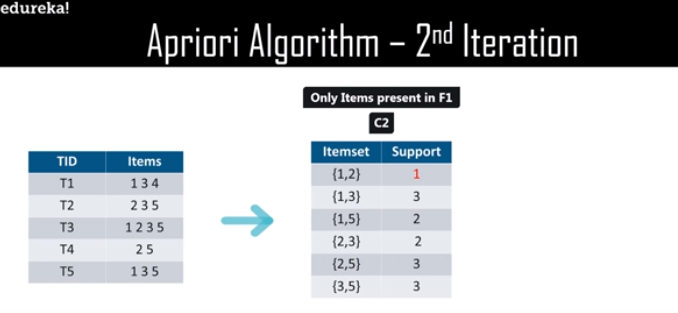 edureka!
Apriori Algorithm – 2nd Iteration
Only Items present in F1
C2
TID Items
T1 1 3 4
T2 2 3 5
T3 1 2 3 5
T4 2 5
T5 1 3 5
Itemset Support
{1,2} 1
{1,3} 3
{1,5} 2
{2,3} 2
{2,5} 3
{3,5} 3